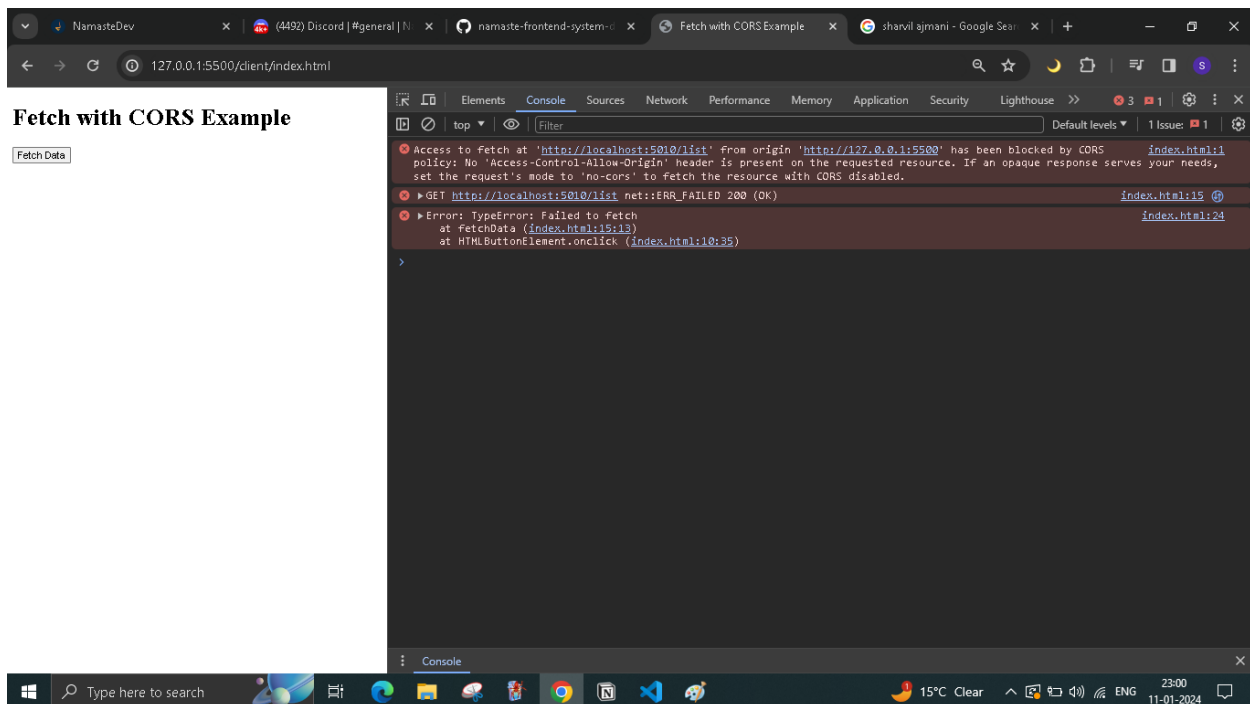 NamasteDev
(4492) Discord | #general | N
namaste-frontend-system-d
Fetch with CORS Example
sharvil ajmani - Google Sear
127.0.0.1:5500/client/index.html
S
Fetch with CORS Example
Fetch Data
Elements Console Sources Network Performance Memory Application Security Lighthouse 3 1
top Filter Default levels 1 Issue: 1
Access to fetch at 'http://localhost:5010/list' from origin 'http://127.0.0.1:5500' has been blocked by CORS index.html:1
policy: No 'Access-Control-Allow-Origin' header is present on the requested resource. If an opaque response serves your needs,
set the request's mode to 'no-cors' to fetch the resource with CORS disabled.
GET http://localhost:5010/list net::ERR_FAILED 200 (OK) index.html:15
Error: TypeError: Failed to fetch index.html:24
at fetchData (index.html:15:13)
at HTMLButtonElement.onclick (index.html:10:35)
Console
Type here to search
15°C Clear
ENG
23:00
11-01-2024